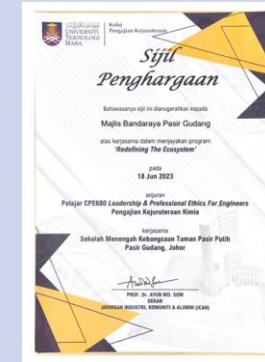 UNIVERSITI
TEKNOLOGI
MARA
Kolej
Pengajian Kejuruteraan
Sijil
Penghargaan
Bahawasanya sijil ini dianugerahkan kepada
Majlis Bandaraya Pasir Gudang
atas kerjasama dalam menjayakan program:
'Redefining The Ecosystem'
pada
18 Jun 2023
anjuran
Pelajar CPE680 Leadership & Professional Ethics For Engineers
Pengajian Kejuruteraan Kimia
kerjasama
Sekolah Menengah Kebangsaan Taman Pasir Putih
Pasir Gudang, Johor
PROF. Dr. AYUB MD. SOM
DEKAN
JARINGAN INDUSTRI, KOMUNITI & ALUMNI (ICAN)